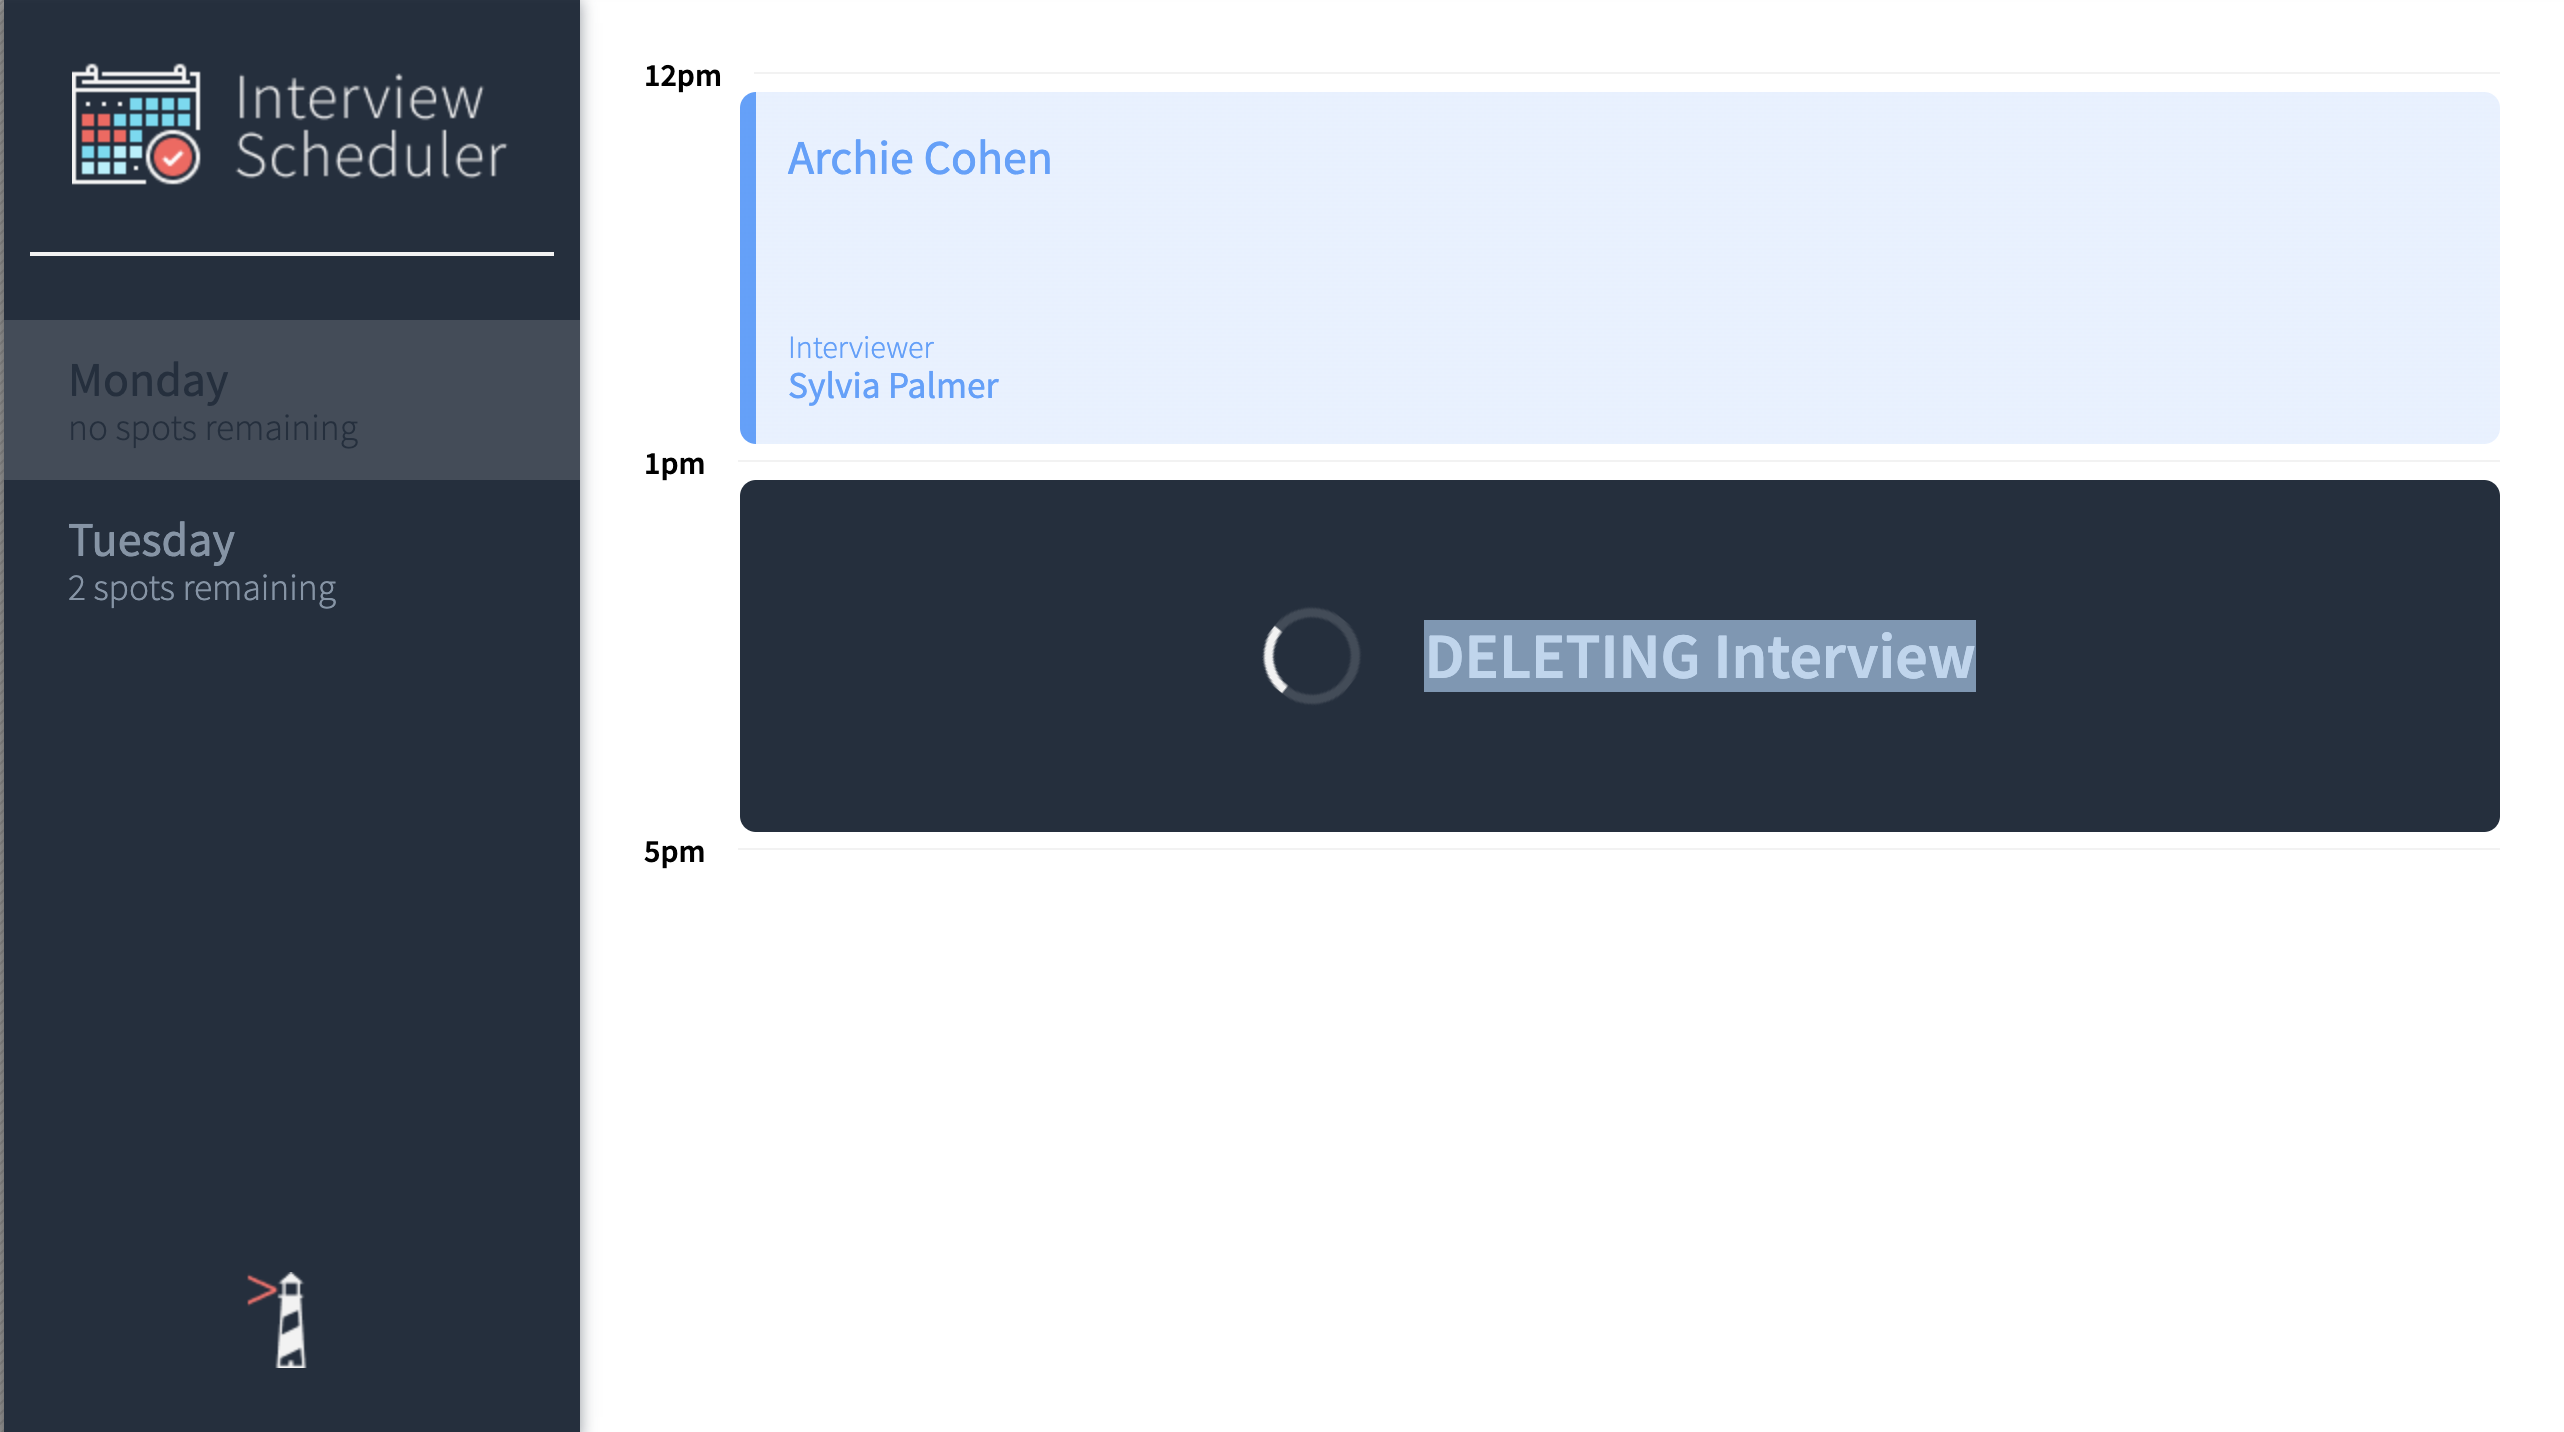 Interview
Scheduler
Monday
no spots remaining
Tuesday
2 spots remaining
12pm
Archie Cohen
Interviewer
Sylvia Palmer
1pm
DELETING Interview
5pm